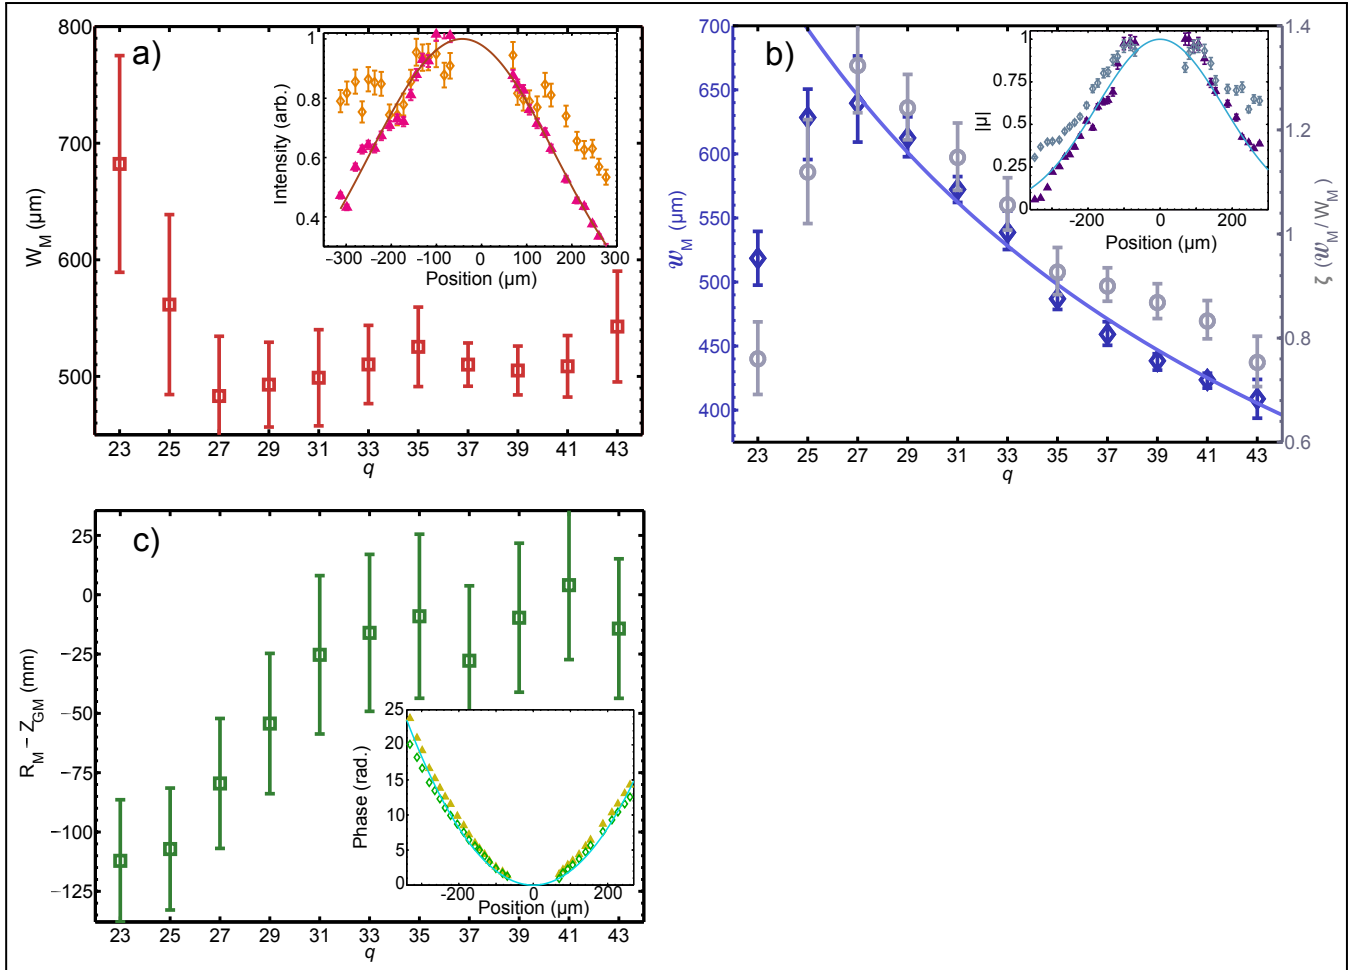 a)
800
700
600
500
W_M (μm)
23 25 27 29 31 33 35 37 39 41 43
q
1
0.8
0.6
0.4
Intensity (arb.)
-300 -200 -100 0 100 200 300
Position (μm)
b)
700
650
600
550
500
450
400
𝓌_M (μm)
23 25 27 29 31 33 35 37 39 41 43
q
1.4
1.2
1
0.8
0.6
ζ (𝓌_M/W_M)
1
0.75
0.5
0.25
|μ|
-200 0 200
Position (μm)
c)
25
0
−25
−50
−75
−100
−125
R_M − Z_GM (mm)
23 25 27 29 31 33 35 37 39 41 43
q
25
20
15
10
5
0
Phase (rad.)
-200 0 200
Position (μm)